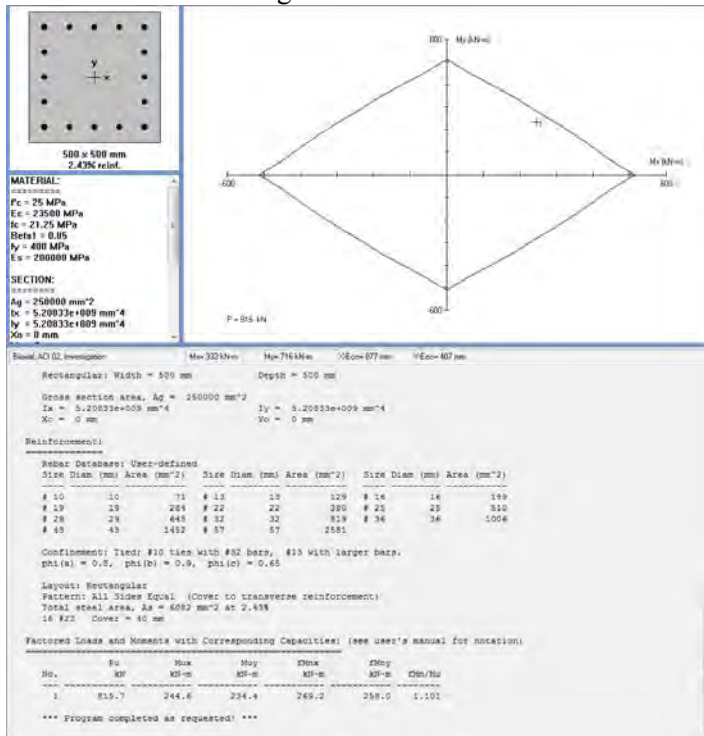 y
x
500 x 500 mm
2.43% reinf.
MATERIAL:
=========
f'c = 25 MPa
Ec = 23500 MPa
fc = 21.25 MPa
Beta1 = 0.85
fy = 400 MPa
Es = 200000 MPa
SECTION:
========
Ag = 250000 mm^2
Ix = 5.20833e+009 mm^4
Iy = 5.20833e+009 mm^4
Xo = 0 mm
My (kN-m)
Mx (kN-m)
-600
-600
P = 816 kN
Biaxial, ACI 02, Investigation Mx= 332 kN-m My= 716 kN-m X-Ecc= 877 mm Y-Ecc= 407 mm
Rectangular: Width = 500 mm Depth = 500 mm
Gross section area, Ag = 250000 mm^2
Ix = 5.20833e+009 mm^4 Iy = 5.20833e+009 mm^4
Xo = 0 mm Yo = 0 mm
Reinforcement:
==============
Rebar Database: User-defined
Size Diam (mm) Area (mm^2) Size Diam (mm) Area (mm^2) Size Diam (mm) Area (mm^2)
# 10 10 71 # 13 13 129 # 16 16 199
# 19 19 284 # 22 22 380 # 25 25 510
# 29 29 645 # 32 32 819 # 36 36 1006
# 43 43 1452 # 57 57 2581
Confinement: Tied; #10 ties with #32 bars, #13 with larger bars.
phi(a) = 0.8, phi(b) = 0.9, phi(c) = 0.65
Layout: Rectangular
Pattern: All Sides Equal (Cover to transverse reinforcement)
Total steel area, As = 6082 mm^2 at 2.43%
16 #22 Cover = 40 mm
Factored Loads and Moments with Corresponding Capacities: (see user's manual for notation)
Pu Mux Muy fMnx fMny
No. kN kN-m kN-m kN-m kN-m fMn/Mu
1 815.7 244.6 234.4 269.2 258.0 1.101
*** Program completed as requested! ***